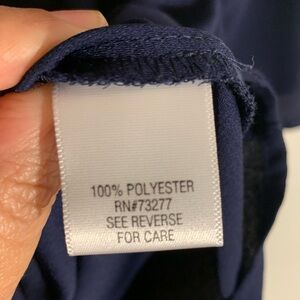 100% POLYESTER
RN#73277
SEE REVERSE
FOR CARE